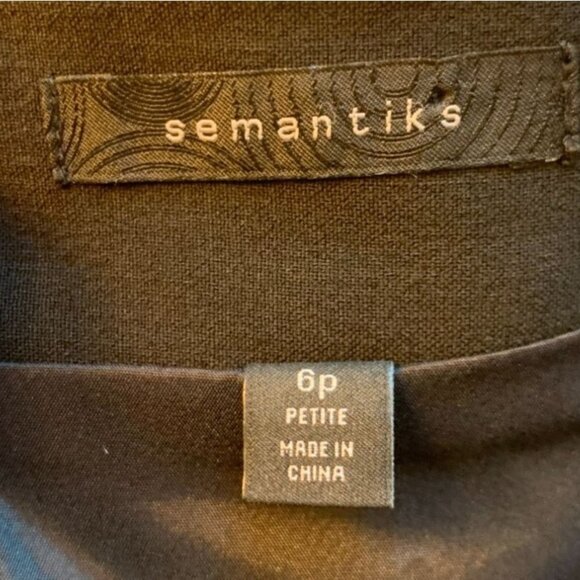 semantiks
6p
PETITE
MADE IN
CHINA